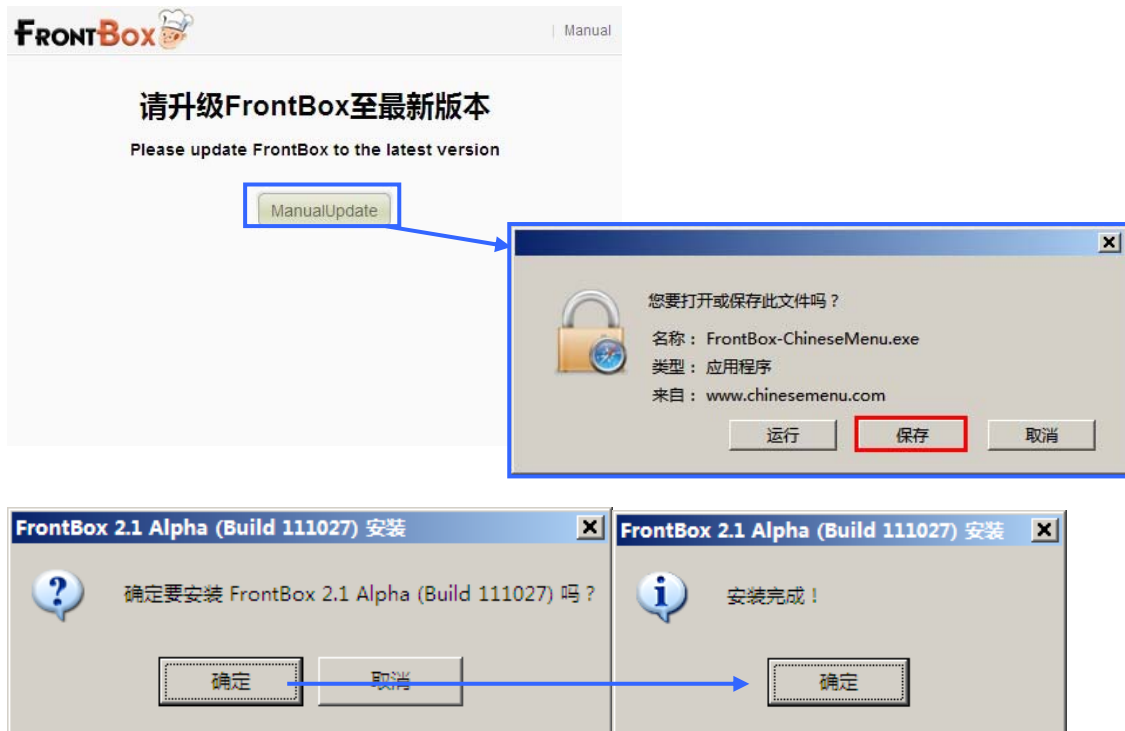 FRONTBOX
| Manual
请升级FrontBox至最新版本
Please update FrontBox to the latest version
ManualUpdate
您要打开或保存此文件吗？
名称： FrontBox-ChineseMenu.exe
类型： 应用程序
来自： www.chinesemenu.com
运行 保存 取消
FrontBox 2.1 Alpha (Build 111027) 安装
确定要安装 FrontBox 2.1 Alpha (Build 111027) 吗？
确定 取消
FrontBox 2.1 Alpha (Build 111027) 安装
安装完成！
确定